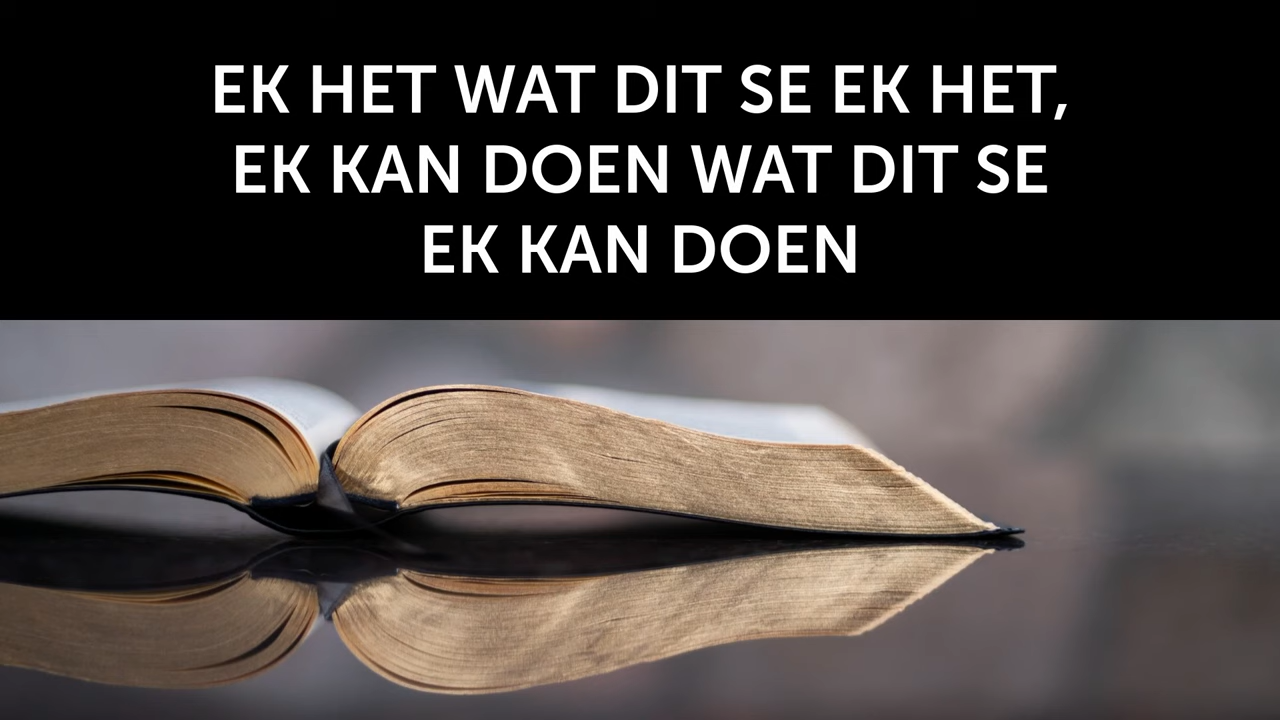 EK HET WAT DIT SE EK HET,
EK KAN DOEN WAT DIT SE
EK KAN DOEN